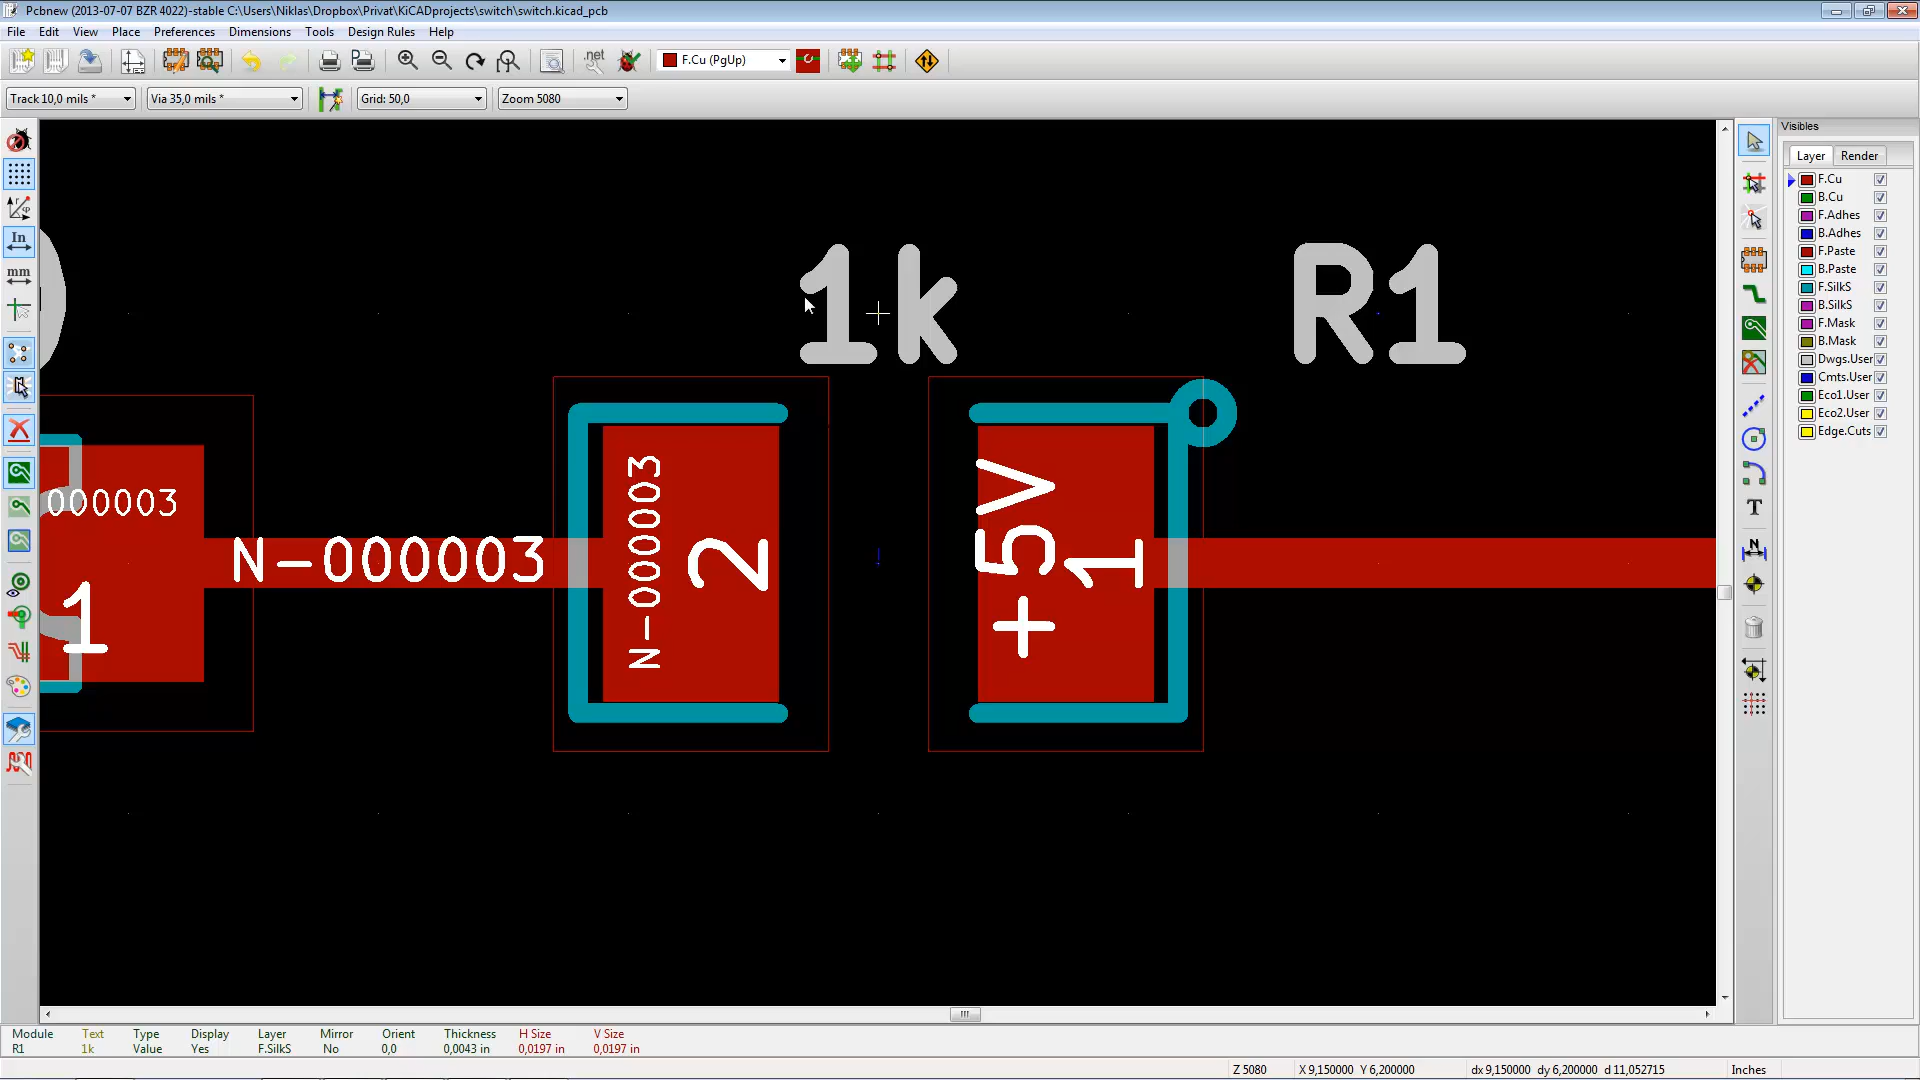 Pcbnew (2013-07-07 BZR 4022)-stable C:\Users\Niklas\Dropbox\Privat\KiCADprojects\switch\switch.kicad_pcb
File Edit View Place Preferences Dimensions Tools Options Design Rules Help
.net
F.Cu (PgUp)
Track 10,0 mils *
Via 35,0 mils *
Grid: 50,0
Zoom 5080
In
mm
1k
R1
000003
1
N-000003
N-000003
2
+5V
1
T
N
Visibles
Layer Render
F.Cu
B.Cu
F.Adhes
B.Adhes
F.Paste
B.Paste
F.SilkS
B.SilkS
F.Mask
B.Mask
Dwgs.User
Cmts.User
Eco1.User
Eco2.User
Edge.Cuts
Module Text Type Display Layer Mirror Orient Thickness H Size V Size
R1 1k Value Yes F.SilkS No 0,0 0,0043 in 0,0197 in 0,0197 in
Z 5080 X 9,150000 Y 6,200000 dx 9,150000 dy 6,200000 d 11,052715 Inches